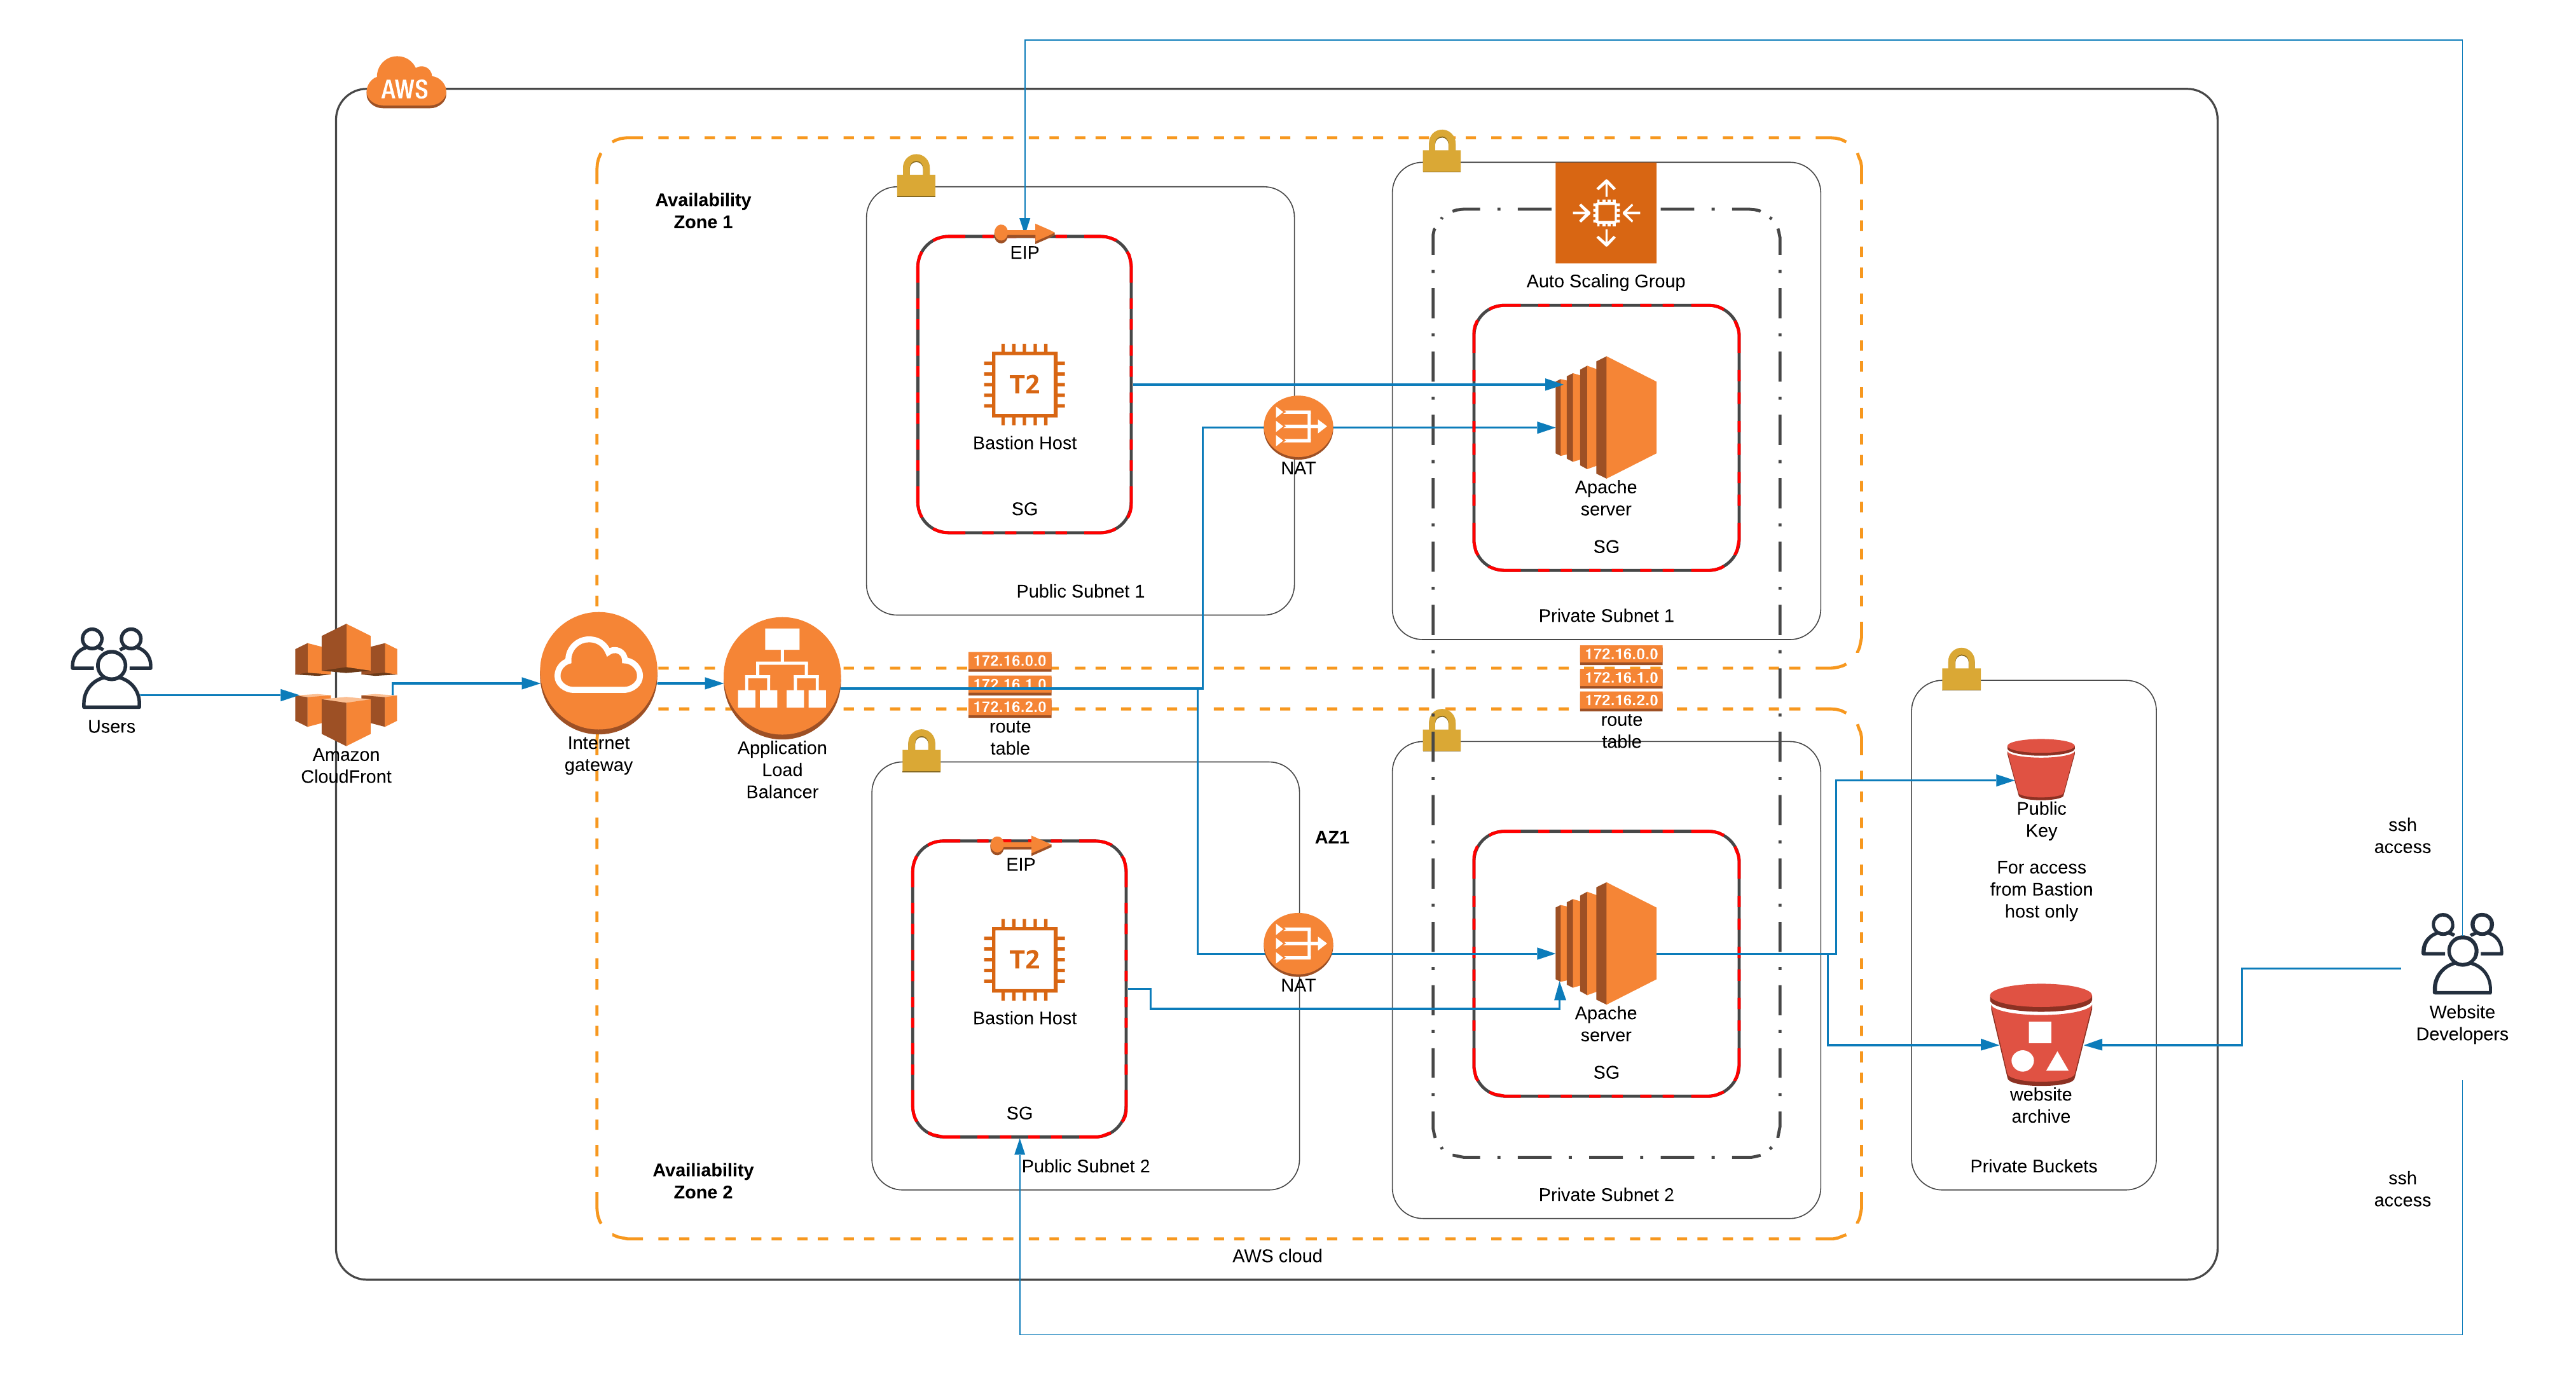 AWS
Availability
Zone 1
EIP
T2
Bastion Host
SG
Public Subnet 1
NAT
Auto Scaling Group
Apache
server
SG
Private Subnet 1
Users
Amazon
CloudFront
Internet
gateway
Application
Load
Balancer
172.16.0.0
172.16.1.0
172.16.2.0
route
table
172.16.0.0
172.16.1.0
172.16.2.0
route
table
AZ1
EIP
T2
Bastion Host
SG
Public Subnet 2
NAT
Apache
server
SG
Private Subnet 2
Availiability
Zone 2
AWS cloud
Public
Key
For access
from Bastion
host only
website
archive
Private Buckets
ssh
access
Website
Developers
ssh
access